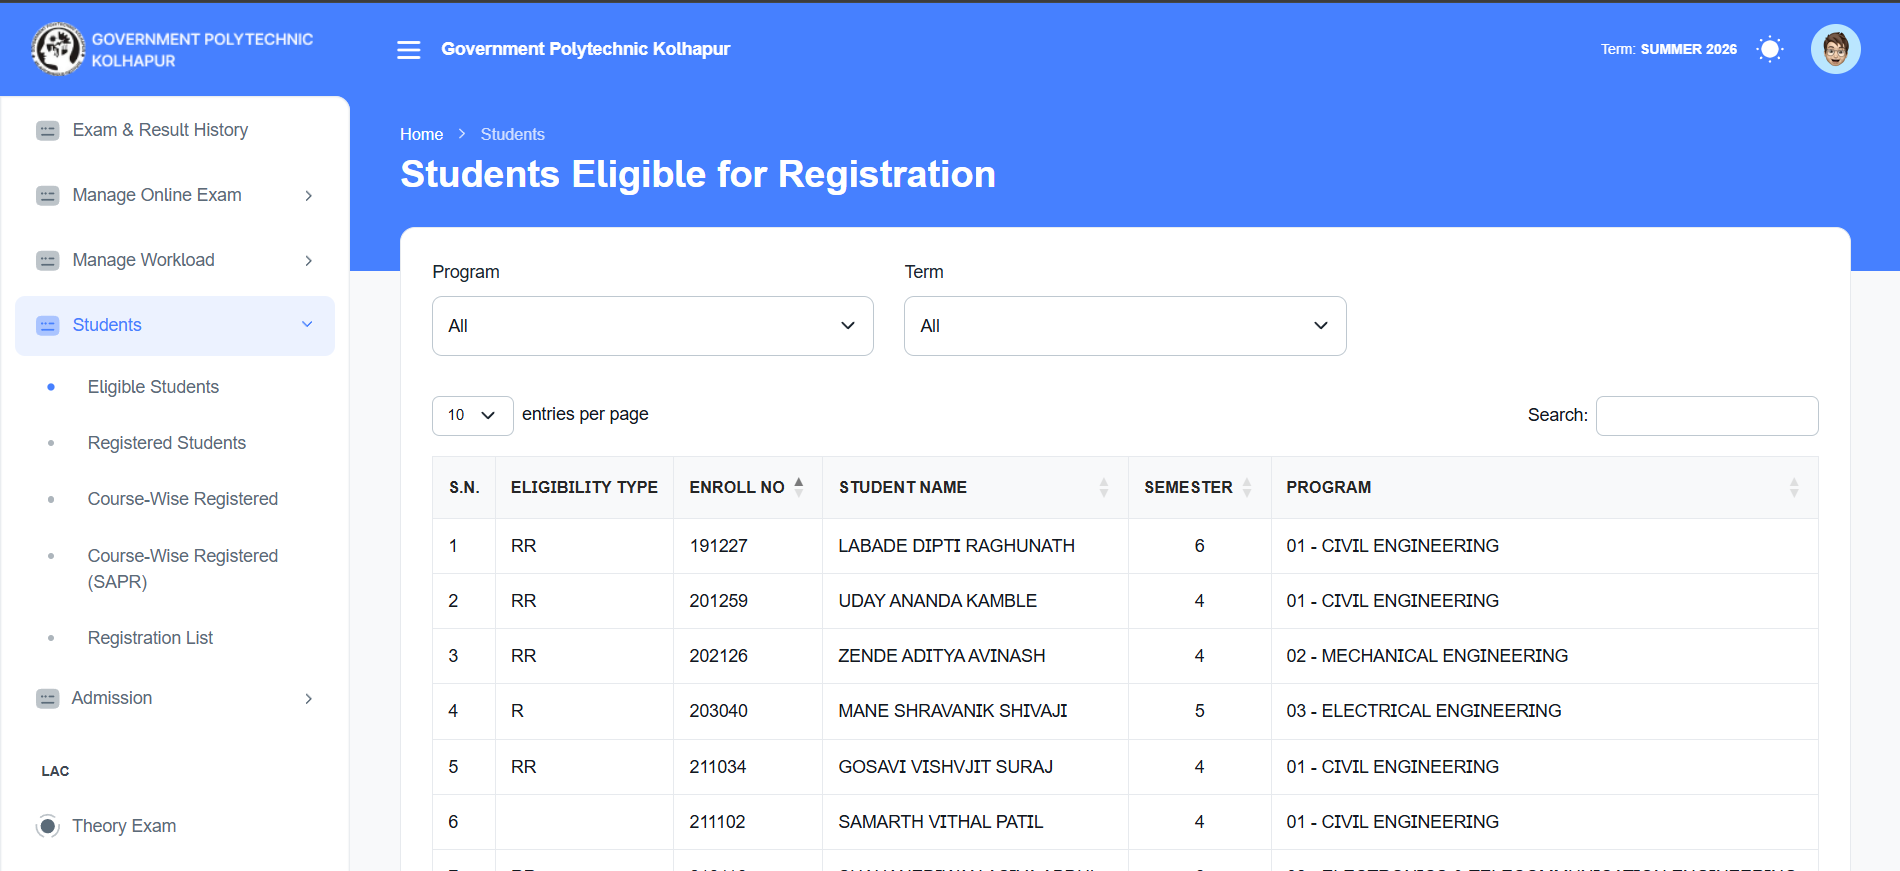 GOVERNMENT POLYTECHNIC
KOLHAPUR
Government Polytechnic Kolhapur
Term: SUMMER 2026
Exam & Result History
Manage Online Exam
Manage Workload
Students
Eligible Students
Registered Students
Course-Wise Registered
Course-Wise Registered
(SAPR)
Registration List
Admission
LAC
Theory Exam
Home > Students
Students Eligible for Registration
Program Term
All All
10 entries per page Search:
S.N. ELIGIBILITY TYPE ENROLL NO STUDENT NAME SEMESTER PROGRAM
1 RR 191227 LABADE DIPTI RAGHUNATH 6 01 - CIVIL ENGINEERING
2 RR 201259 UDAY ANANDA KAMBLE 4 01 - CIVIL ENGINEERING
3 RR 202126 ZENDE ADITYA AVINASH 4 02 - MECHANICAL ENGINEERING
4 R 203040 MANE SHRAVANIK SHIVAJI 5 03 - ELECTRICAL ENGINEERING
5 RR 211034 GOSAVI VISHVJIT SURAJ 4 01 - CIVIL ENGINEERING
6 211102 SAMARTH VITHAL PATIL 4 01 - CIVIL ENGINEERING